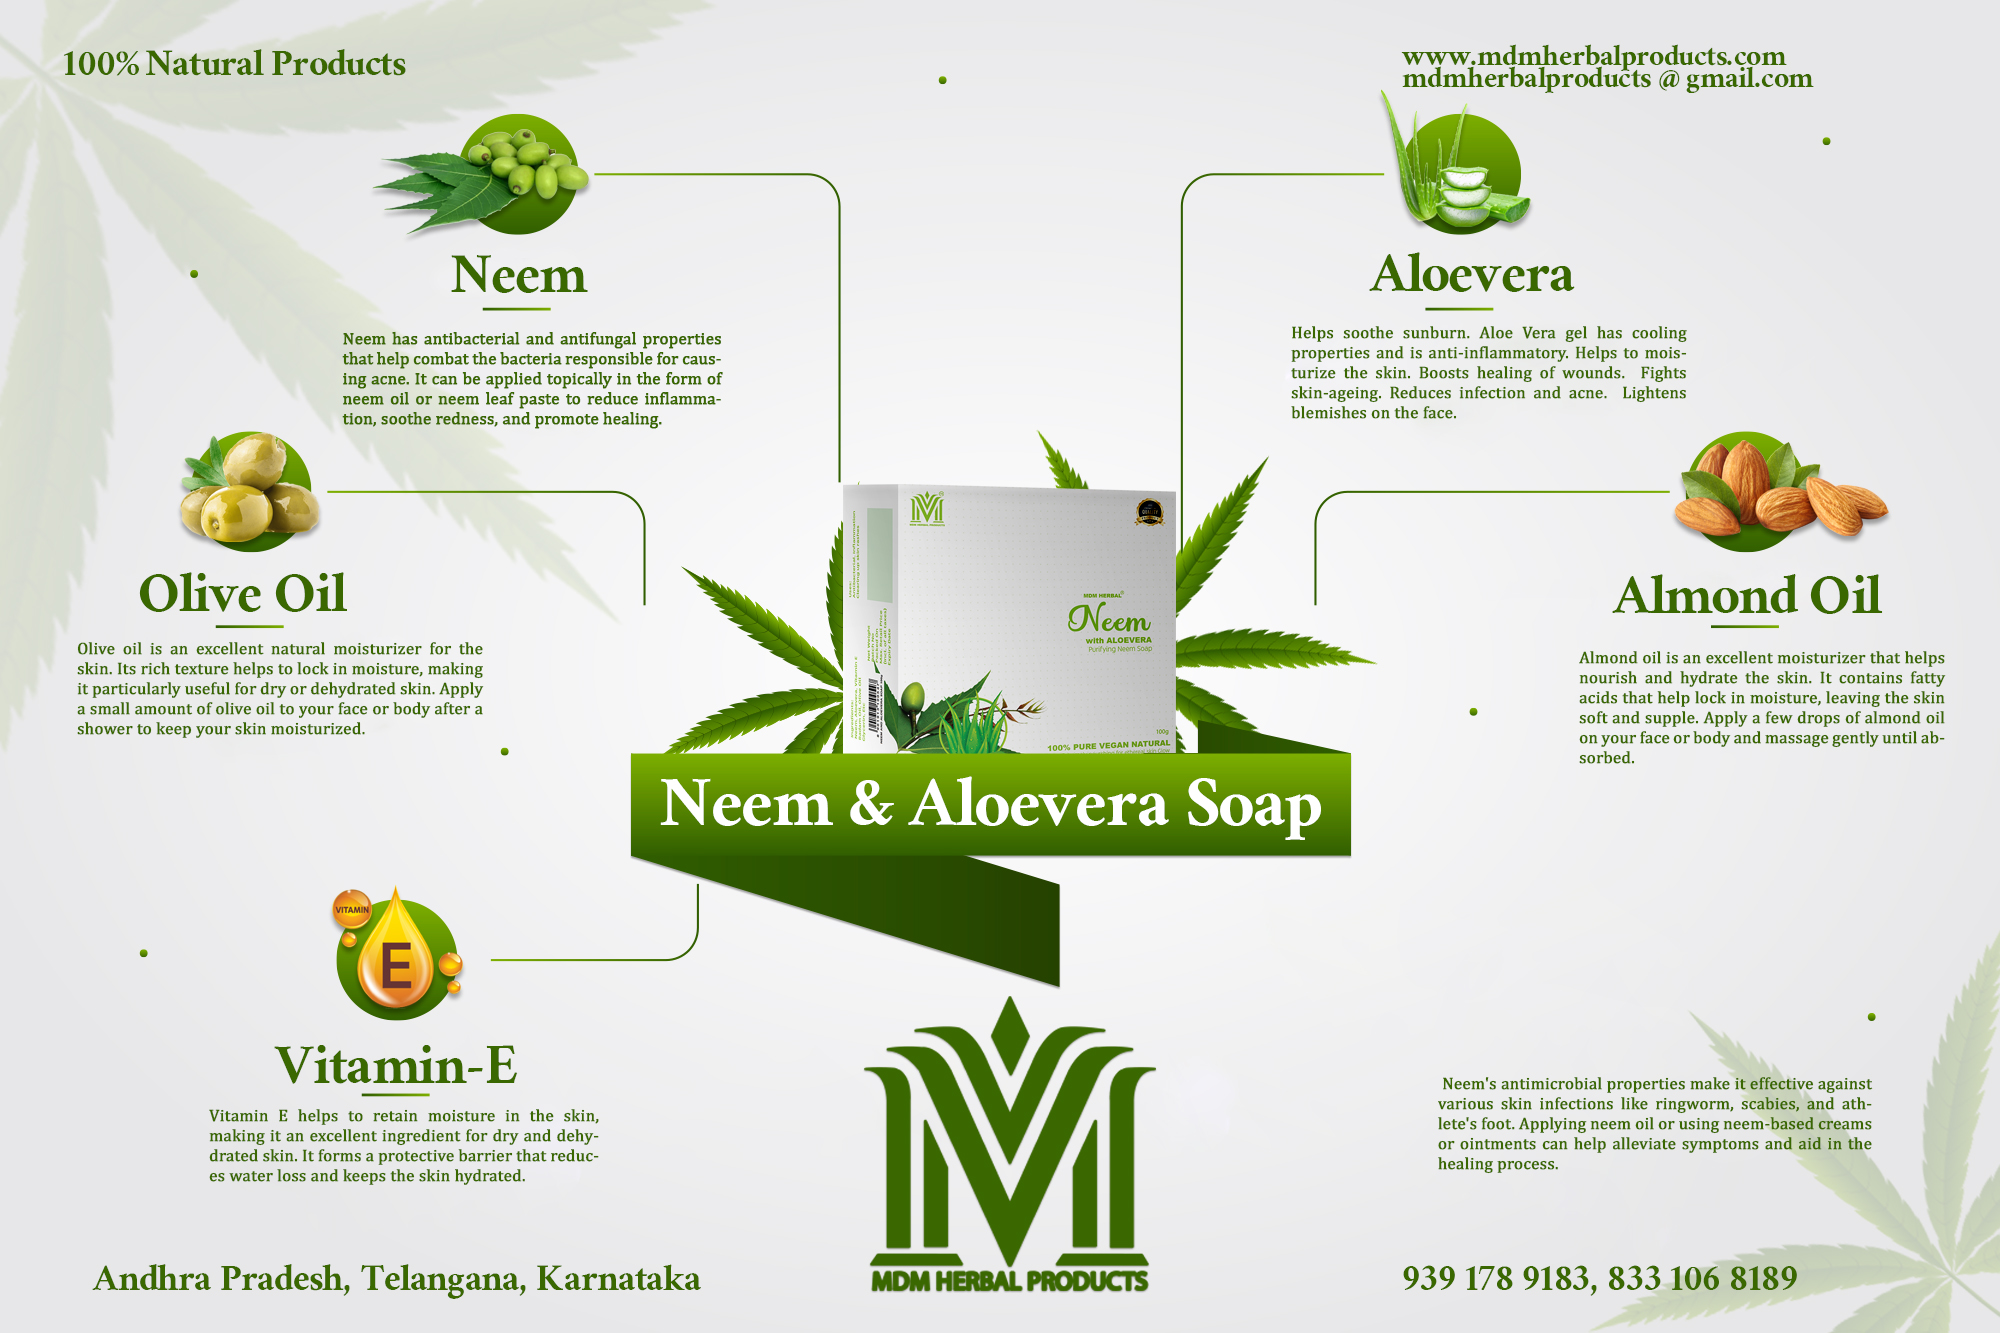 100% Natural Products
www.mdmherbalproducts.com
mdmherbalproducts @ gmail.com
Neem
Neem has antibacterial and antifungal properties
that help combat the bacteria responsible for caus-
ing acne. It can be applied topically in the form of
neem oil or neem leaf paste to reduce inflamma-
tion, soothe redness, and promote healing.
Aloevera
Helps soothe sunburn. Aloe Vera gel has cooling
properties and is anti-inflammatory. Helps to mois-
turize the skin. Boosts healing of wounds. Fights
skin-ageing. Reduces infection and acne. Lightens
blemishes on the face.
Olive Oil
Olive oil is an excellent natural moisturizer for the
skin. Its rich texture helps to lock in moisture, making
it particularly useful for dry or dehydrated skin. Apply
a small amount of olive oil to your face or body after a
shower to keep your skin moisturized.
Almond Oil
Almond oil is an excellent moisturizer that helps
nourish and hydrate the skin. It contains fatty
acids that help lock in moisture, leaving the skin
soft and supple. Apply a few drops of almond oil
on your face or body and massage gently until ab-
sorbed.
MDM HERBAL PRODUCTS
MDM HERBAL®
Neem
with ALOEVERA
Purifying Neem Soap
100g
100% PURE VEGAN NATURAL
Neem & Aloevera Soap
VITAMIN
E
Vitamin-E
Vitamin E helps to retain moisture in the skin,
making it an excellent ingredient for dry and dehy-
drated skin. It forms a protective barrier that reduc-
es water loss and keeps the skin hydrated.
Neem's antimicrobial properties make it effective against
various skin infections like ringworm, scabies, and ath-
lete's foot. Applying neem oil or using neem-based creams
or ointments can help alleviate symptoms and aid in the
healing process.
MDM HERBAL PRODUCTS
Andhra Pradesh, Telangana, Karnataka
939 178 9183, 833 106 8189